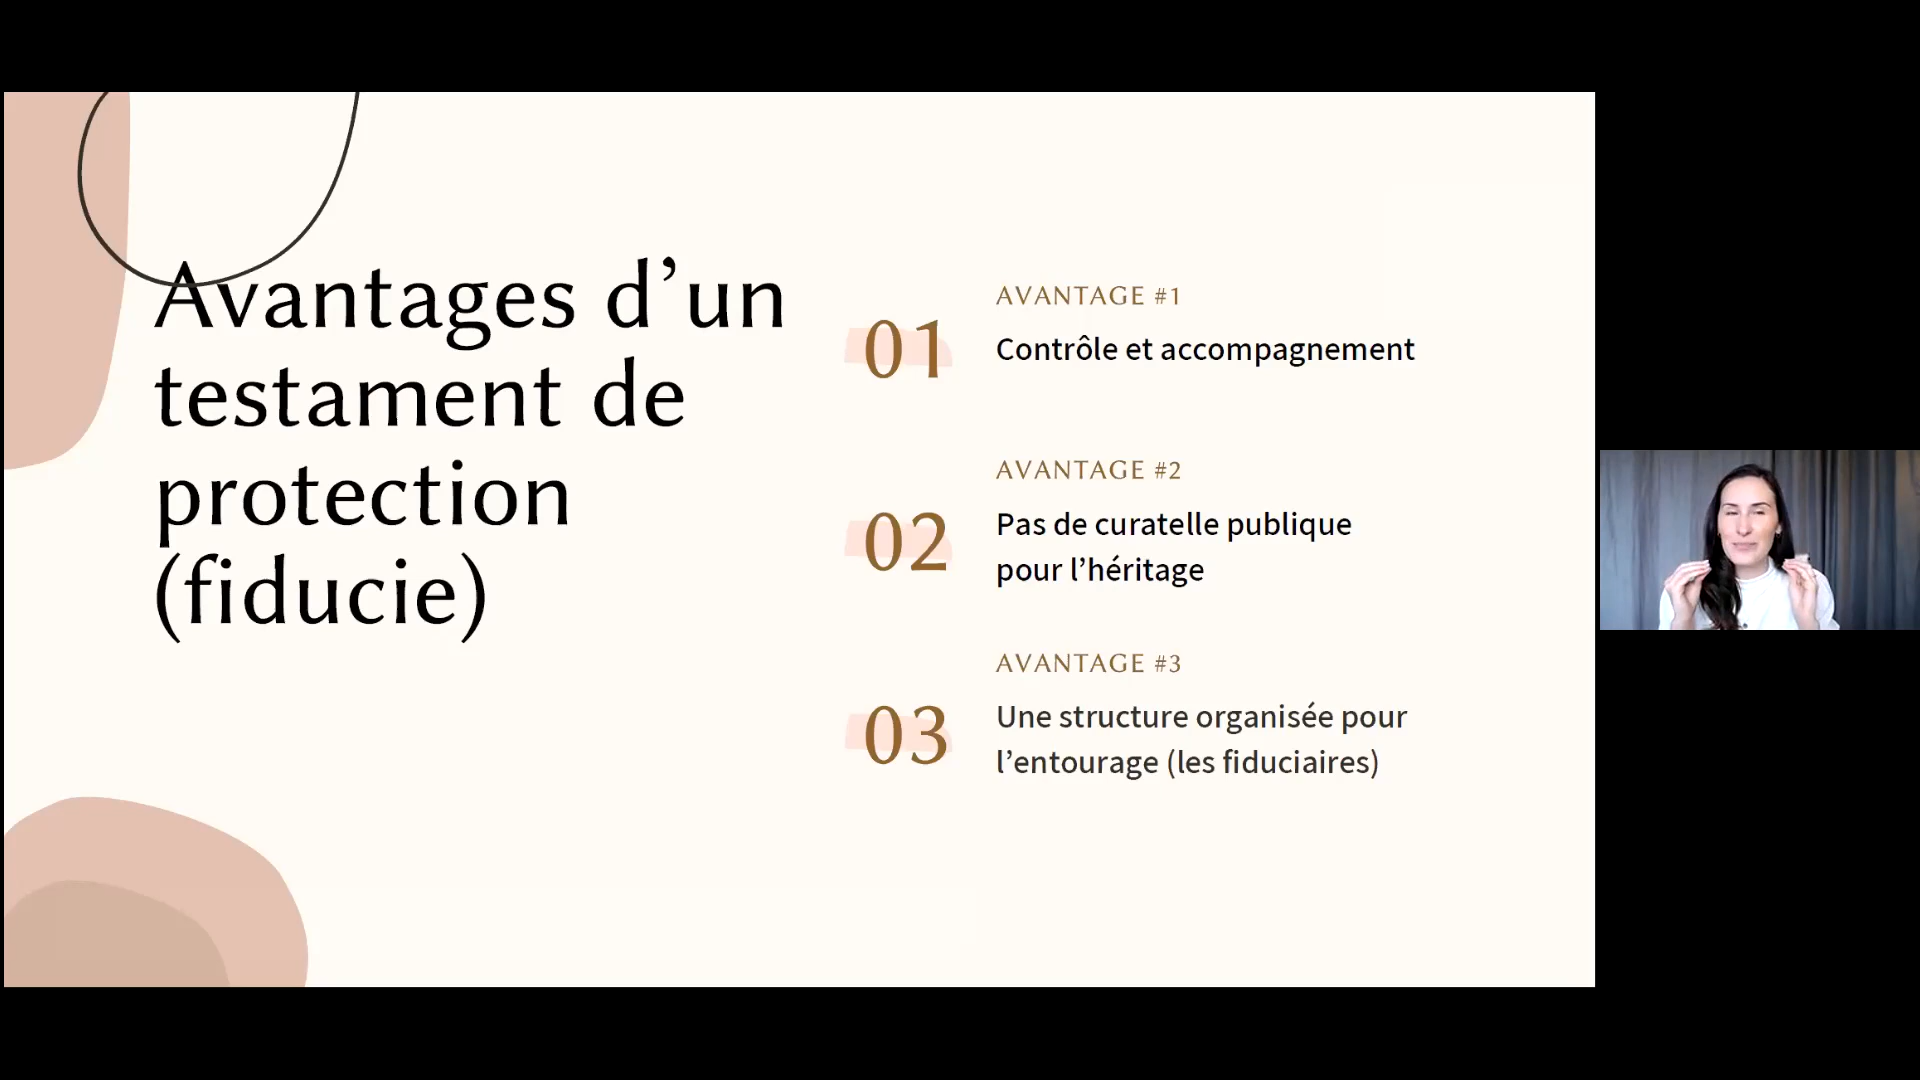 Avantages d’un
testament de
protection
(fiducie)
01
AVANTAGE #1
Contrôle et accompagnement
02
AVANTAGE #2
Pas de curatelle publique
pour l’héritage
03
AVANTAGE #3
Une structure organisée pour
l’entourage (les fiduciaires)